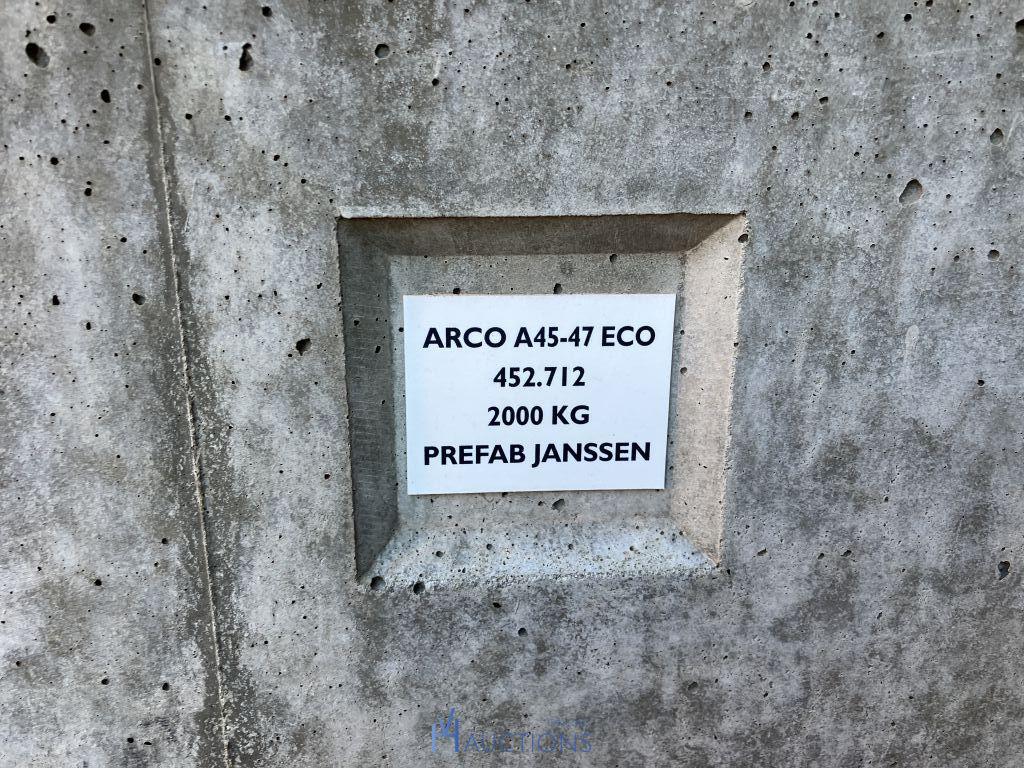 ARCO A45-47 ECO
452.712
2000 KG
PREFAB JANSSEN
AUCTIONS